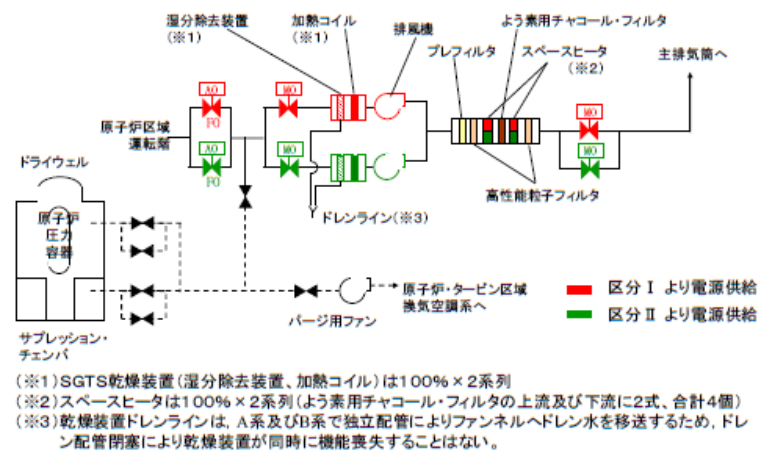 湿分除去装置
(※1)
加熱コイル
(※1)
排風機
よう素用チャコール・フィルタ
プレフィルタ
スペースヒータ
(※2)
主排気筒へ
AO
FO
MO
MO
原子炉区域
運転階
AO
FO
MO
MO
高性能粒子フィルタ
ドレンライン(※3)
ドライウェル
原子炉
圧力
容器
サプレッション・
チェンバ
パージ用ファン
原子炉・タービン区域
換気空調系へ
区分Ⅰ より電源供給
区分Ⅱ より電源供給
(※1)SGTS乾燥装置(湿分除去装置、加熱コイル)は100%×2系列
(※2)スペースヒータは100%×2系列(よう素用チャコール・フィルタの上流及び下流に2式、合計4個)
(※3)乾燥装置ドレンラインは，A系及びB系で独立配管によりファンネルへドレン水を移送するため，ドレ
ン配管閉塞により乾燥装置が同時に機能喪失することはない。